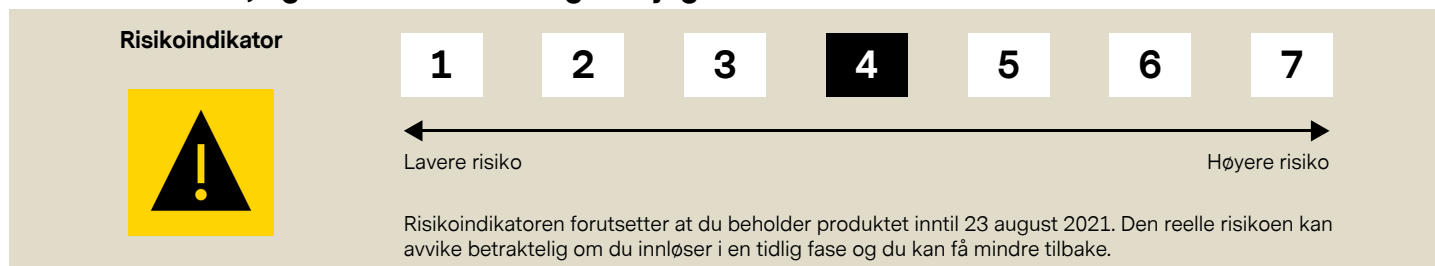 Risikoindikator
1 2 3 4 5 6 7
Lavere risiko Høyere risiko
Risikoindikatoren forutsetter at du beholder produktet inntil 23 august 2021. Den reelle risikoen kan
avvike betraktelig om du innløser i en tidlig fase og du kan få mindre tilbake.